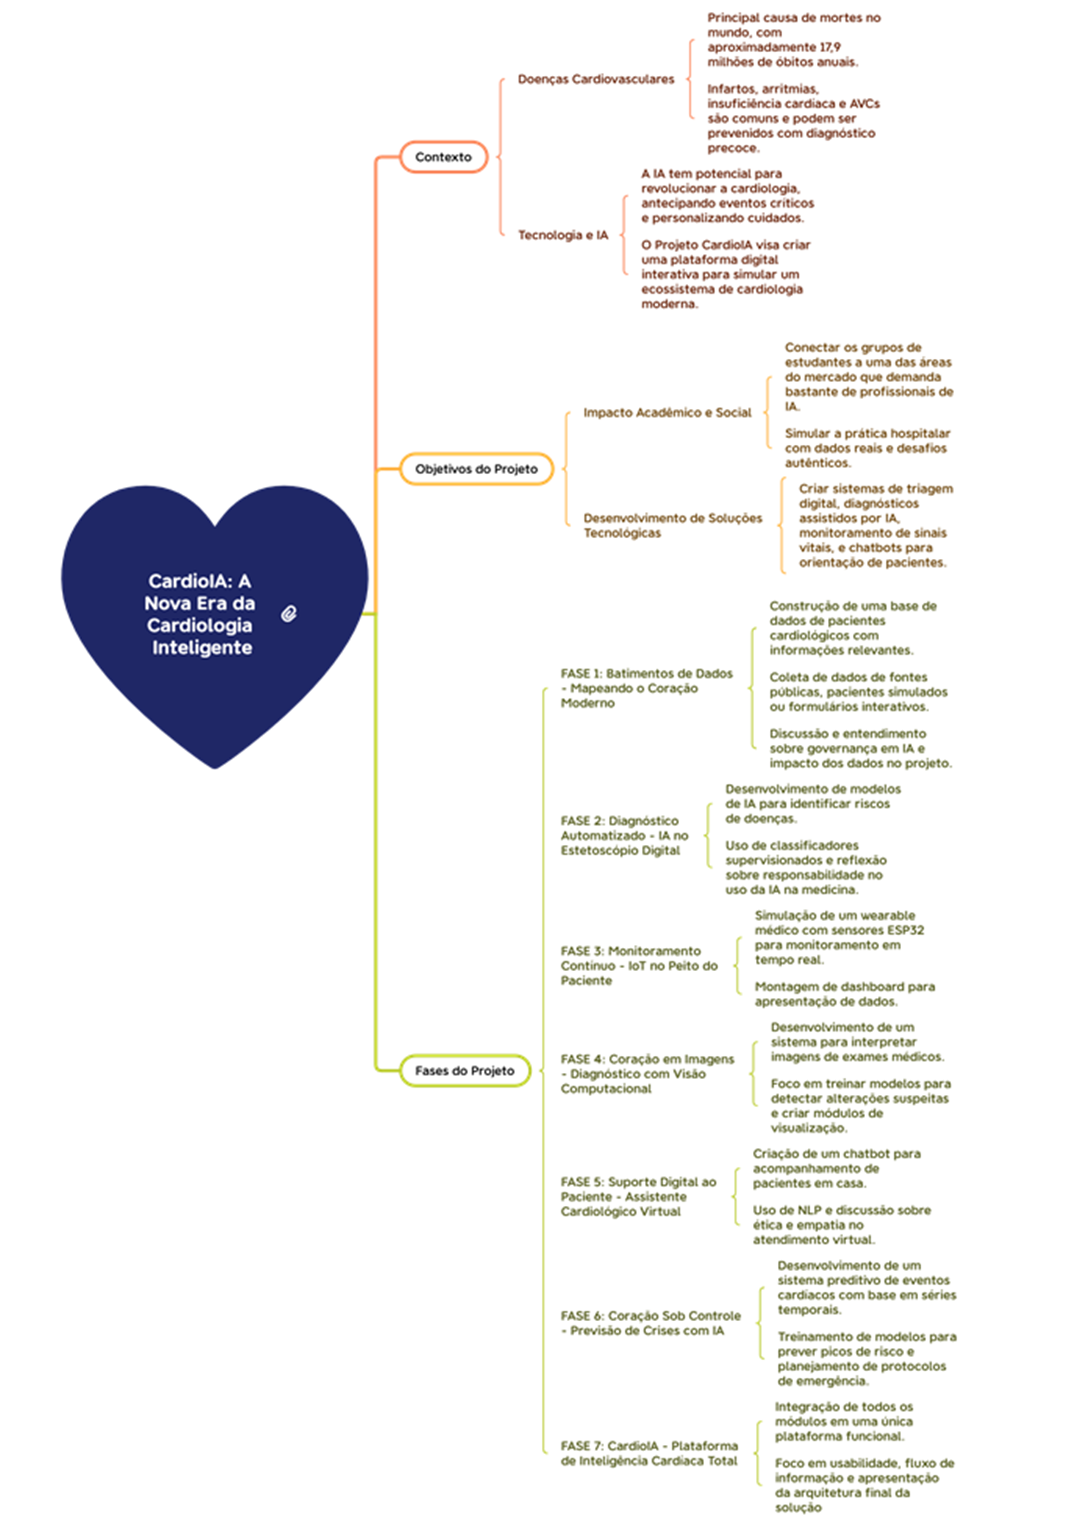 CardioIA: A
Nova Era da
Cardiologia
Inteligente
Contexto
Doenças Cardiovasculares
Principal causa de mortes no
mundo, com
aproximadamente 17,9
milhões de óbitos anuais.
Infartos, arritmias,
insuficiência cardíaca e AVCs
são comuns e podem ser
prevenidos com diagnóstico
precoce.
Tecnologia e IA
A IA tem potencial para
revolucionar a cardiologia,
antecipando eventos críticos
e personalizando cuidados.
O Projeto CardioIA visa criar
uma plataforma digital
interativa para simular um
ecossistema de cardiologia
moderna.
Objetivos do Projeto
Impacto Acadêmico e Social
Conectar os grupos de
estudantes a uma das áreas
do mercado que demanda
bastante de profissionais de
IA.
Simular a prática hospitalar
com dados reais e desafios
autênticos.
Desenvolvimento de Soluções
Tecnológicas
Criar sistemas de triagem
digital, diagnósticos
assistidos por IA,
monitoramento de sinais
vitais, e chatbots para
orientação de pacientes.
Fases do Projeto
FASE 1: Batimentos de Dados
- Mapeando o Coração
Moderno
Construção de uma base de
dados de pacientes
cardiológicos com
informações relevantes.
Coleta de dados de fontes
públicas, pacientes simulados
ou formulários interativos.
Discussão e entendimento
sobre governança em IA e
impacto dos dados no projeto.
FASE 2: Diagnóstico
Automatizado - IA no
Estetoscópio Digital
Desenvolvimento de modelos
de IA para identificar riscos
de doenças.
Uso de classificadores
supervisionados e reflexão
sobre responsabilidade no
uso da IA na medicina.
FASE 3: Monitoramento
Contínuo - IoT no Peito do
Paciente
Simulação de um wearable
médico com sensores ESP32
para monitoramento em
tempo real.
Montagem de dashboard para
apresentação de dados.
FASE 4: Coração em Imagens
- Diagnóstico com Visão
Computacional
Desenvolvimento de um
sistema para interpretar
imagens de exames médicos.
Foco em treinar modelos para
detectar alterações suspeitas
e criar módulos de
visualização.
FASE 5: Suporte Digital ao
Paciente - Assistente
Cardiológico Virtual
Criação de um chatbot para
acompanhamento de
pacientes em casa.
Uso de NLP e discussão sobre
ética e empatia no
atendimento virtual.
FASE 6: Coração Sob Controle
- Previsão de Crises com IA
Desenvolvimento de um
sistema preditivo de eventos
cardíacos com base em séries
temporais.
Treinamento de modelos para
prever picos de risco e
planejamento de protocolos
de emergência.
FASE 7: CardioIA - Plataforma
de Inteligência Cardíaca Total
Integração de todos os
módulos em uma única
plataforma funcional.
Foco em usabilidade, fluxo de
informação e apresentação
da arquitetura final da
solução